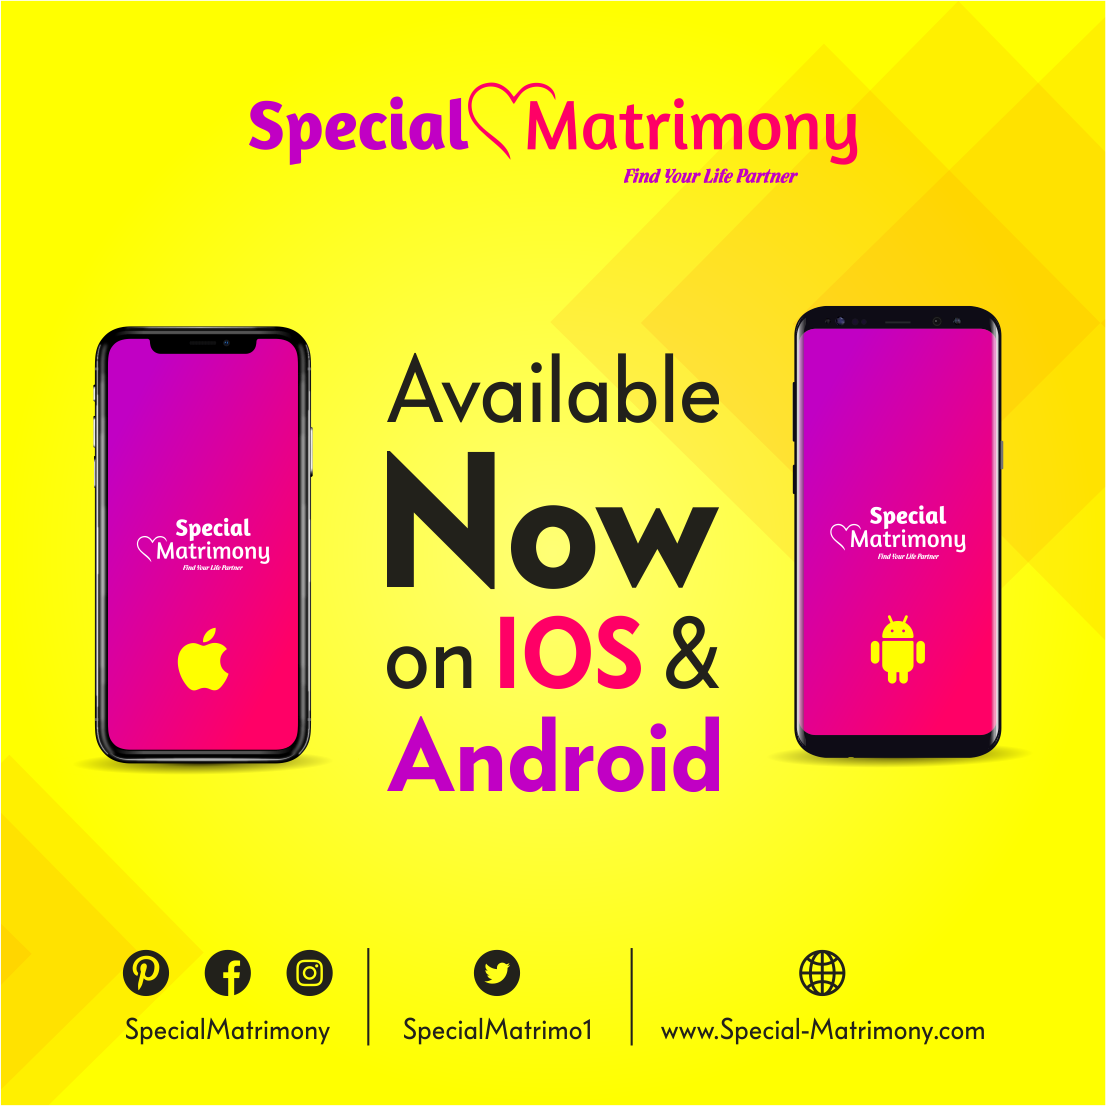 Special Matrimony
Find Your Life Partner
Available
Now
on IOS &
Android
Special
Matrimony
Find Your Life Partner
Special
Matrimony
Find Your Life Partner
SpecialMatrimony
SpecialMatrimo1
www.Special-Matrimony.com